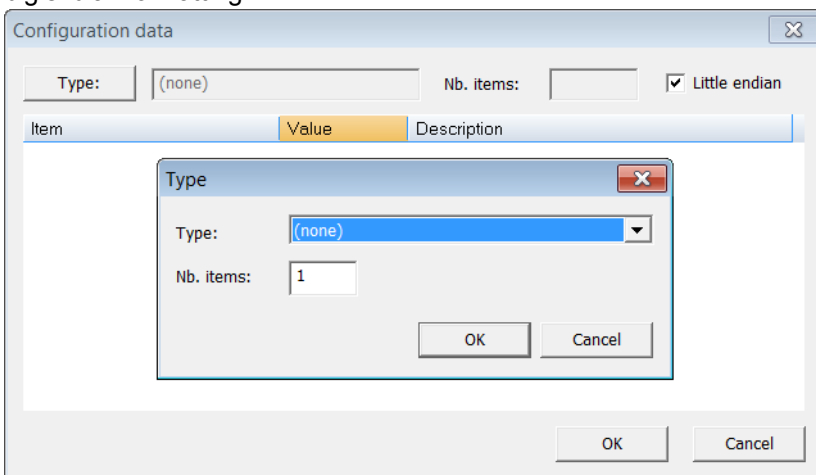 Configuration data
Type: (none) Nb. items: Little endian
Item Value Description
Type
Type: (none)
Nb. items: 1
OK Cancel
OK Cancel